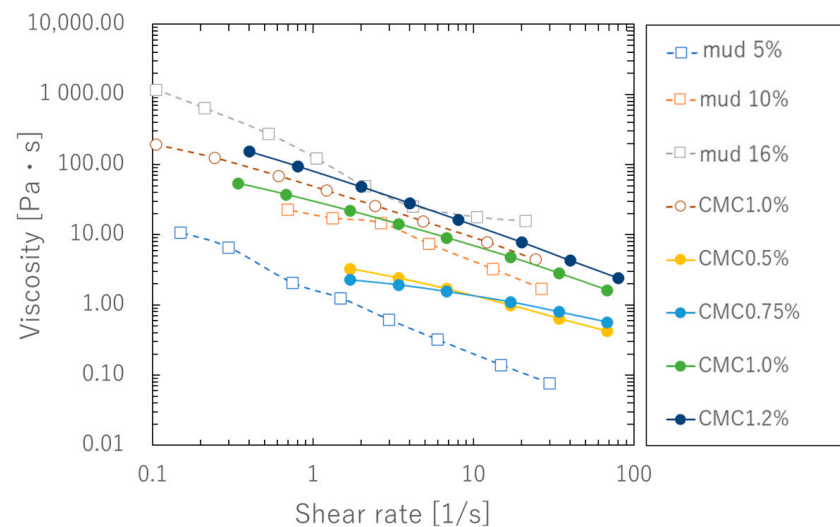 10,000.00
1 000.00
100.00
10.00
1.00
0.10
0.01
Viscosity [Pa・s]
0.1 1 10 100
Shear rate [1/s]
mud 5%
mud 10%
mud 16%
CMC1.0%
CMC0.5%
CMC0.75%
CMC1.0%
CMC1.2%